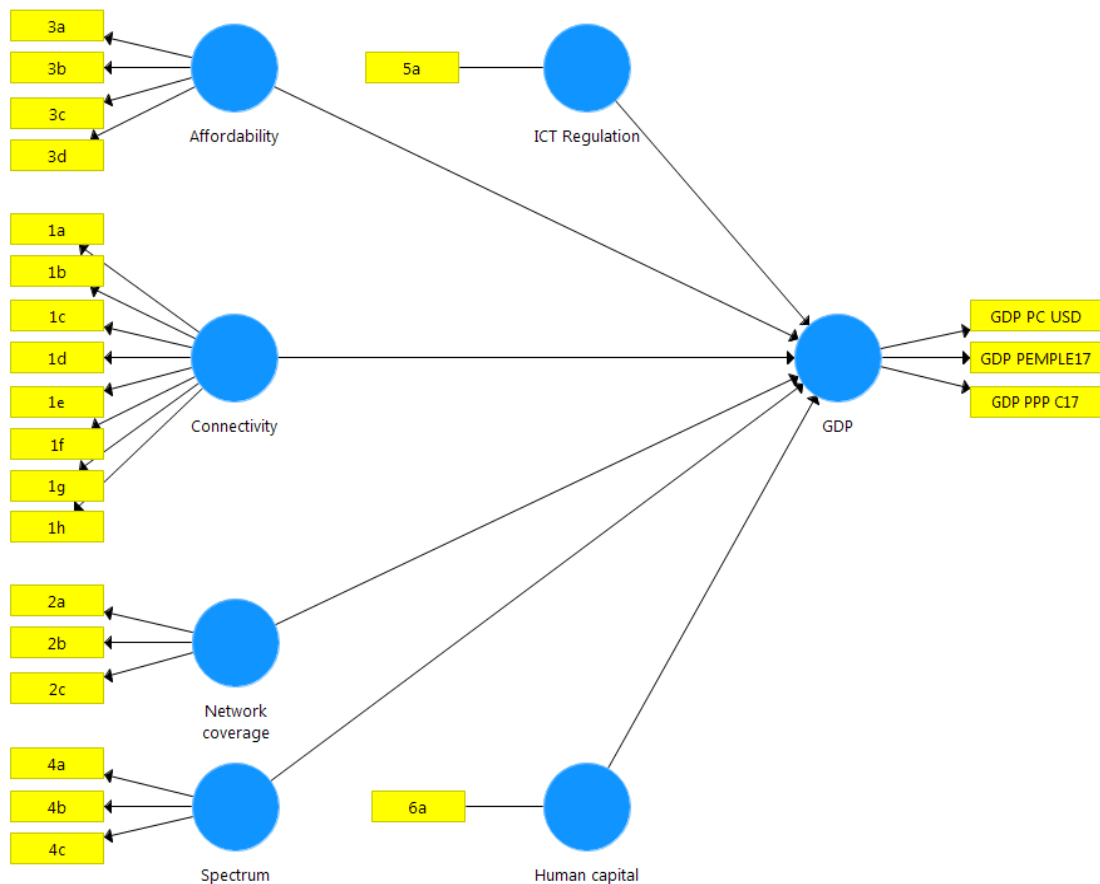 3a
3b
3c
3d
Affordability
5a
ICT Regulation
1a
1b
1c
1d
1e
1f
1g
1h
Connectivity
GDP
GDP PC USD
GDP PEMPLE17
GDP PPP C17
2a
2b
2c
Network
coverage
4a
4b
4c
Spectrum
6a
Human capital